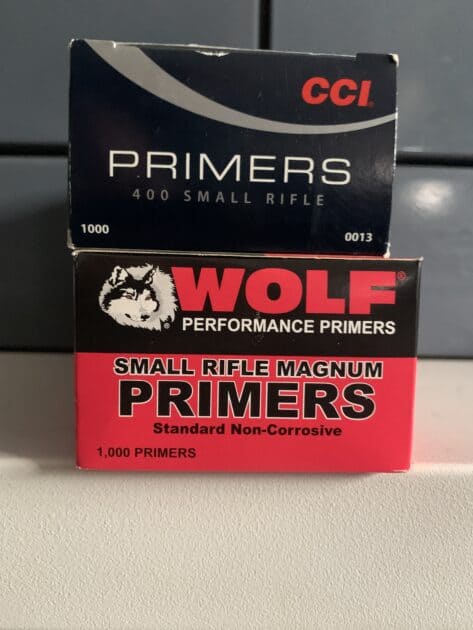 CCI.
PRIMERS
400 SMALL RIFLE
1000
0013
WOLF®
PERFORMANCE PRIMERS
SMALL RIFLE MAGNUM
PRIMERS
Standard Non-Corrosive
1,000 PRIMERS